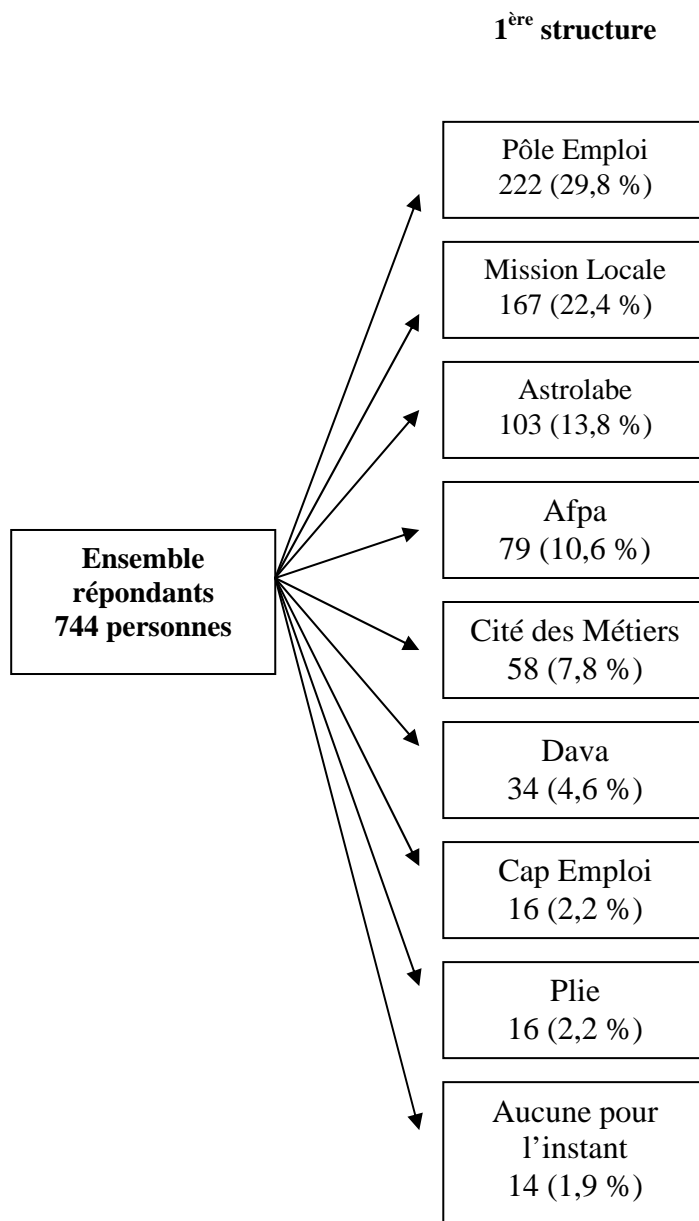 1ère structure
Pôle Emploi
222 (29,8 %)
Mission Locale
167 (22,4 %)
Astrolabe
103 (13,8 %)
Afpa
79 (10,6 %)
Ensemble
répondants
744 personnes
Cité des Métiers
58 (7,8 %)
Dava
34 (4,6 %)
Cap Emploi
16 (2,2 %)
Plie
16 (2,2 %)
Aucune pour
l’instant
14 (1,9 %)